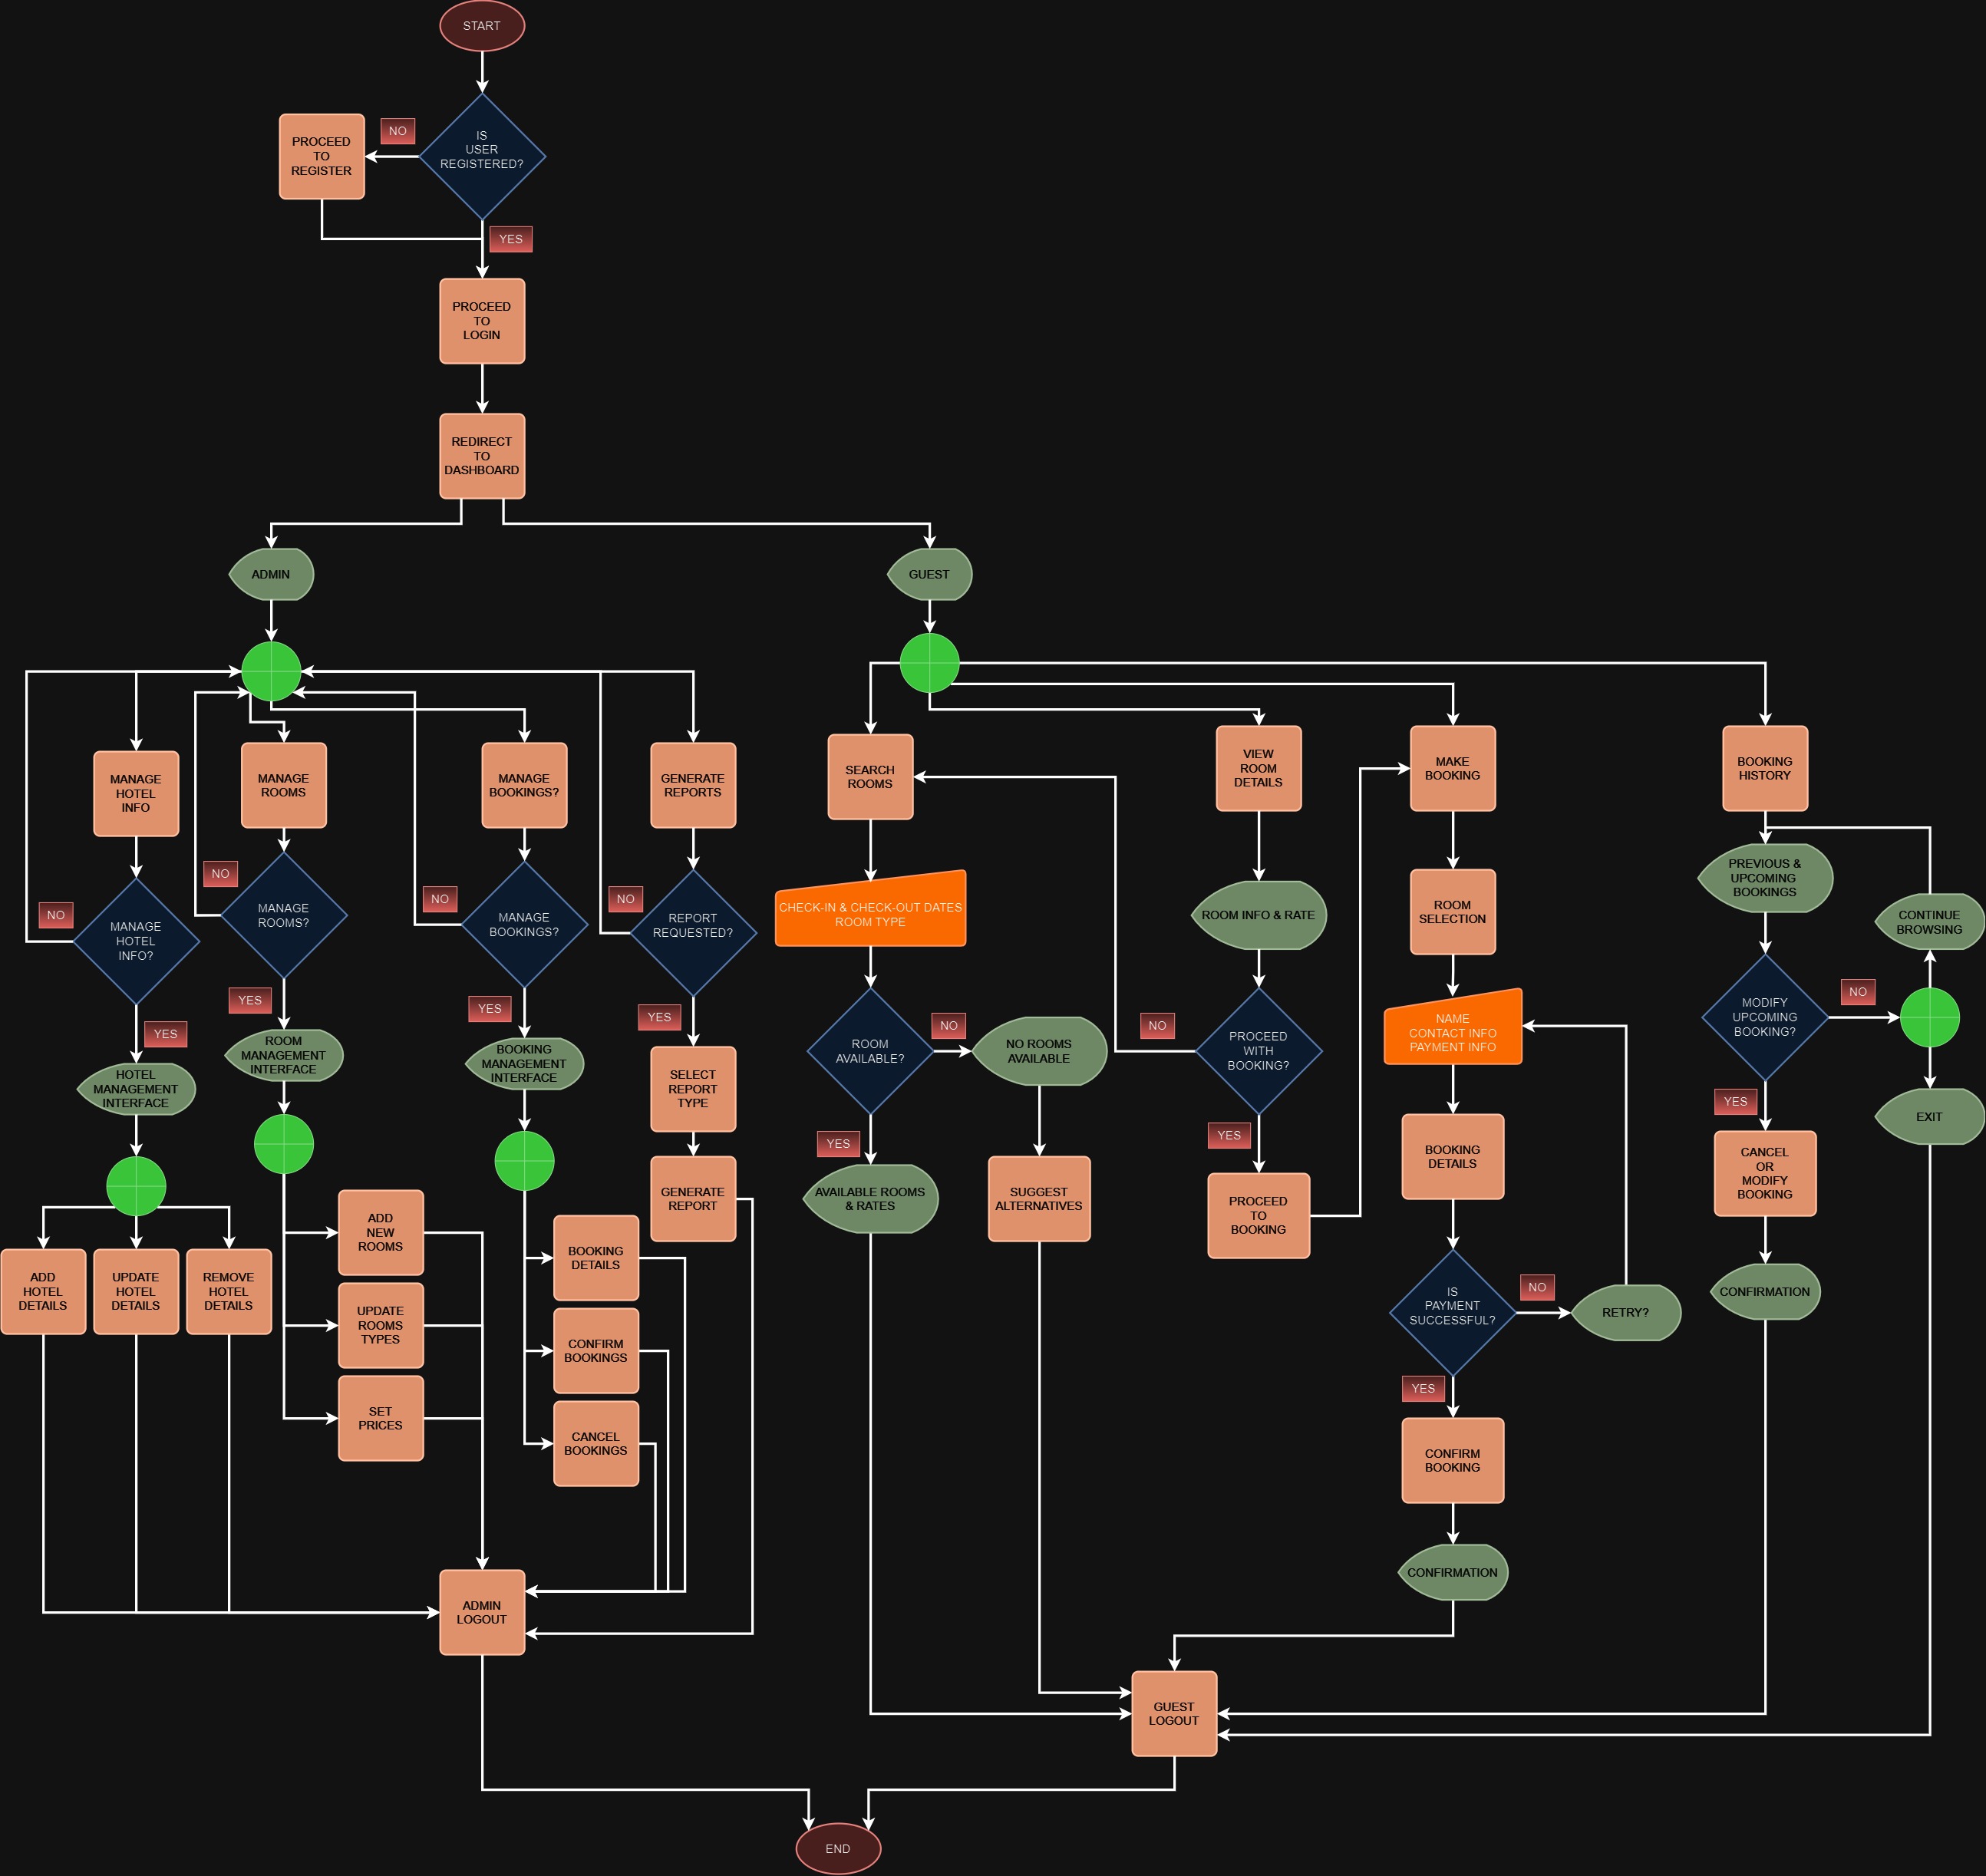 START
IS
USER
REGISTERED?
NO
PROCEED
TO
REGISTER
YES
PROCEED
TO
LOGIN
REDIRECT
TO
DASHBOARD
ADMIN
GUEST
MANAGE
HOTEL
INFO
MANAGE
ROOMS
MANAGE
BOOKINGS?
GENERATE
REPORTS
NO
MANAGE
HOTEL
INFO?
NO
MANAGE
ROOMS?
NO
MANAGE
BOOKINGS?
NO
REPORT
REQUESTED?
YES
HOTEL
MANAGEMENT
INTERFACE
YES
ROOM
MANAGEMENT
INTERFACE
YES
BOOKING
MANAGEMENT
INTERFACE
YES
SELECT
REPORT
TYPE
GENERATE
REPORT
ADD
HOTEL
DETAILS
UPDATE
HOTEL
DETAILS
REMOVE
HOTEL
DETAILS
ADD
NEW
ROOMS
UPDATE
ROOMS
TYPES
SET
PRICES
BOOKING
DETAILS
CONFIRM
BOOKINGS
CANCEL
BOOKINGS
ADMIN
LOGOUT
SEARCH
ROOMS
CHECK-IN & CHECK-OUT DATES
ROOM TYPE
ROOM
AVAILABLE?
NO
NO ROOMS
AVAILABLE
YES
AVAILABLE ROOMS
& RATES
SUGGEST
ALTERNATIVES
VIEW
ROOM
DETAILS
ROOM INFO & RATE
NO
PROCEED
WITH
BOOKING?
YES
PROCEED
TO
BOOKING
MAKE
BOOKING
ROOM
SELECTION
NAME
CONTACT INFO
PAYMENT INFO
BOOKING
DETAILS
IS
PAYMENT
SUCCESSFUL?
NO
RETRY?
YES
CONFIRM
BOOKING
CONFIRMATION
BOOKING
HISTORY
PREVIOUS &
UPCOMING
BOOKINGS
CONTINUE
BROWSING
MODIFY
UPCOMING
BOOKING?
NO
EXIT
YES
CANCEL
OR
MODIFY
BOOKING
CONFIRMATION
GUEST
LOGOUT
END